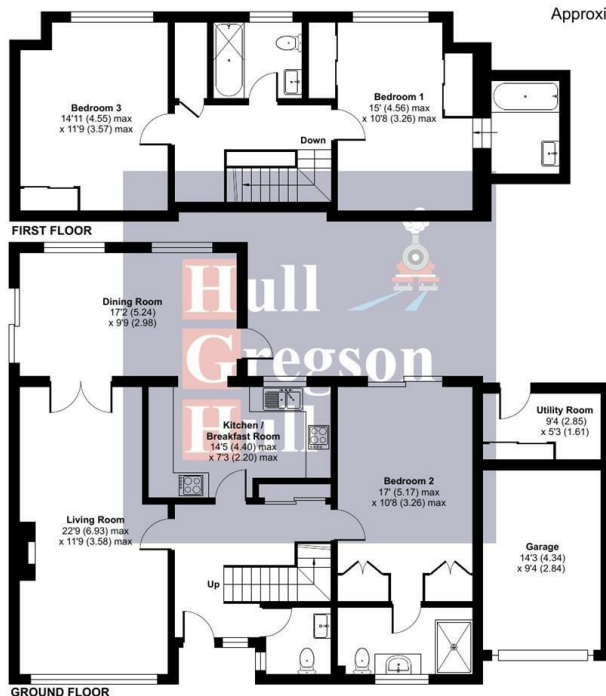 Approxi
Bedroom 3
14'11 (4.55) max
x 11'9 (3.57) max
Bedroom 1
15' (4.56) max
x 10'8 (3.26) max
Down
FIRST FLOOR
Dining Room
17'2 (5.24)
x 9'9 (2.98)
Hull
Gregson
Hull
Kitchen /
Breakfast Room
14'5 (4.40) max
x 7'3 (2.20) max
Utility Room
9'4 (2.85)
x 5'3 (1.61)
Living Room
22'9 (6.93) max
x 11'9 (3.58) max
Bedroom 2
17' (5.17) max
x 10'8 (3.26) max
Garage
14'3 (4.34)
x 9'4 (2.84)
Up
GROUND FLOOR